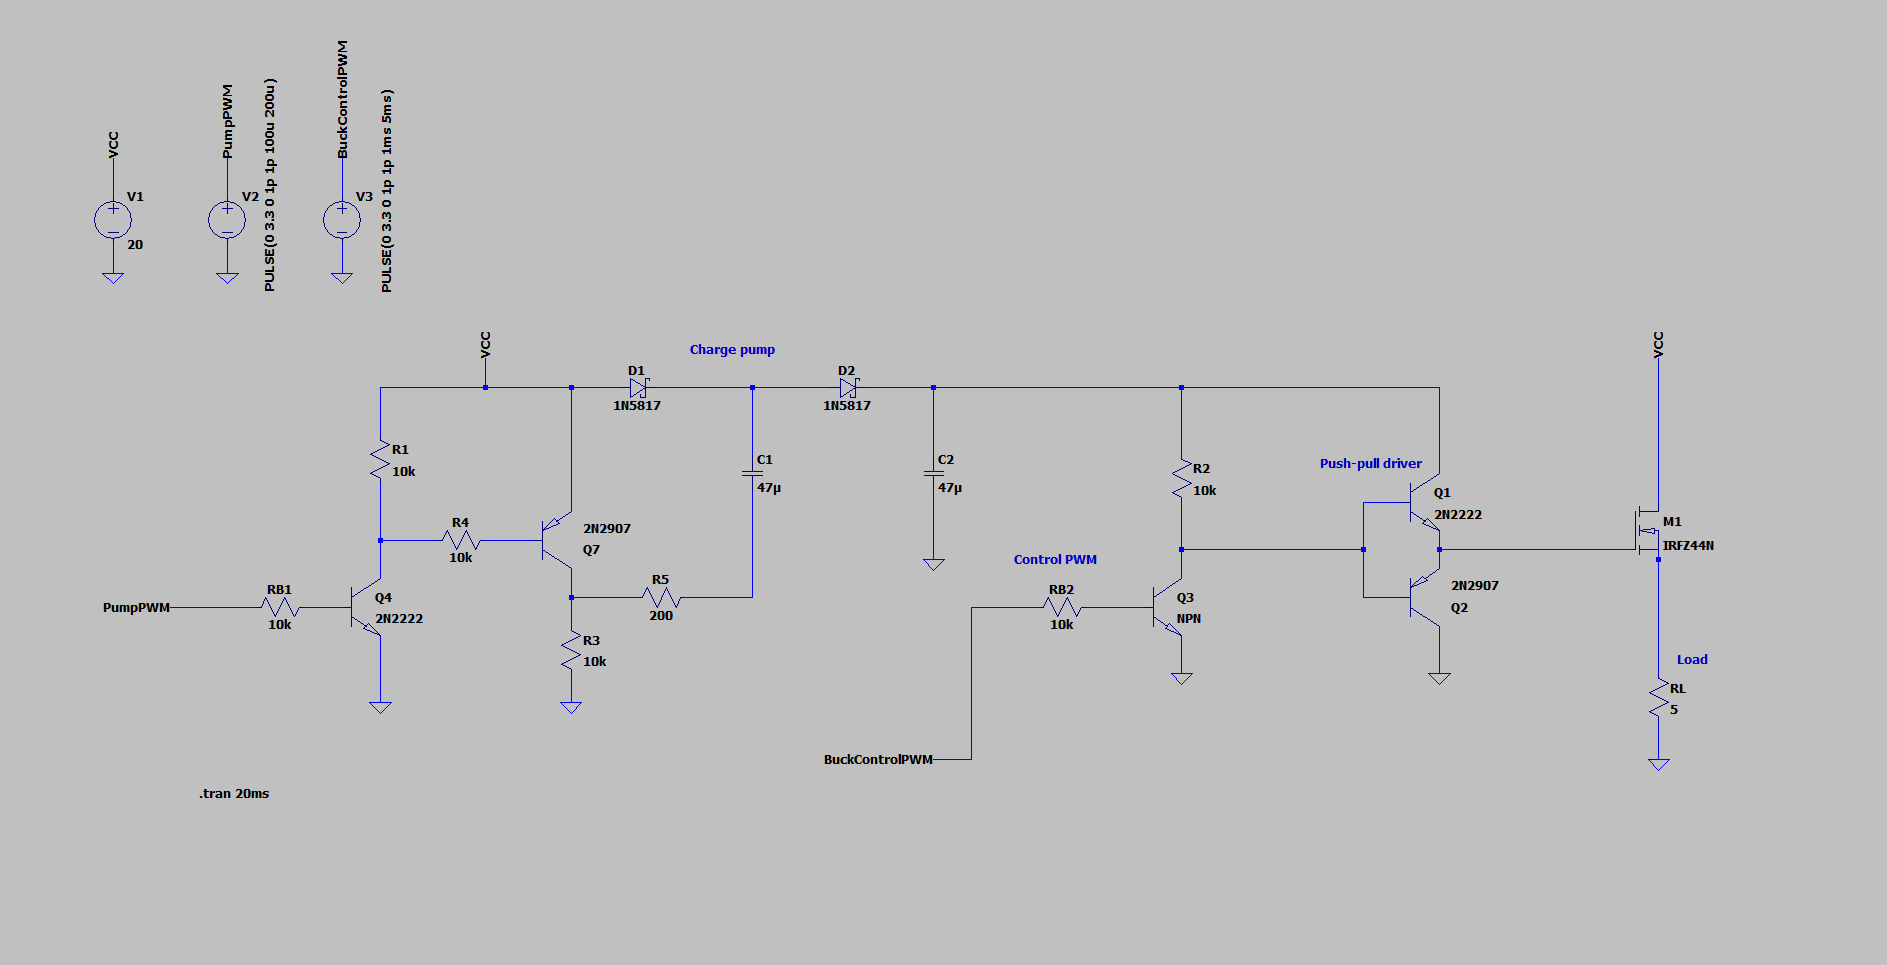 VCC
V1
20
PumpPWM
V2
PULSE(0 3.3 0 1p 1p 100u 200u)
BuckControlPWM
V3
PULSE(0 3.3 0 1p 1p 1ms 5ms)
VCC
Charge pump
VCC
D1
1N5817
D2
1N5817
R1
10k
C1
47µ
C2
47µ
R2
10k
Push-pull driver
Q1
2N2222
R4
10k
2N2907
Q7
M1
IRFZ44N
Control PWM
PumpPWM
RB1
10k
Q4
2N2222
R5
200
R3
10k
RB2
10k
Q3
NPN
2N2907
Q2
Load
RL
5
BuckControlPWM
.tran 20ms